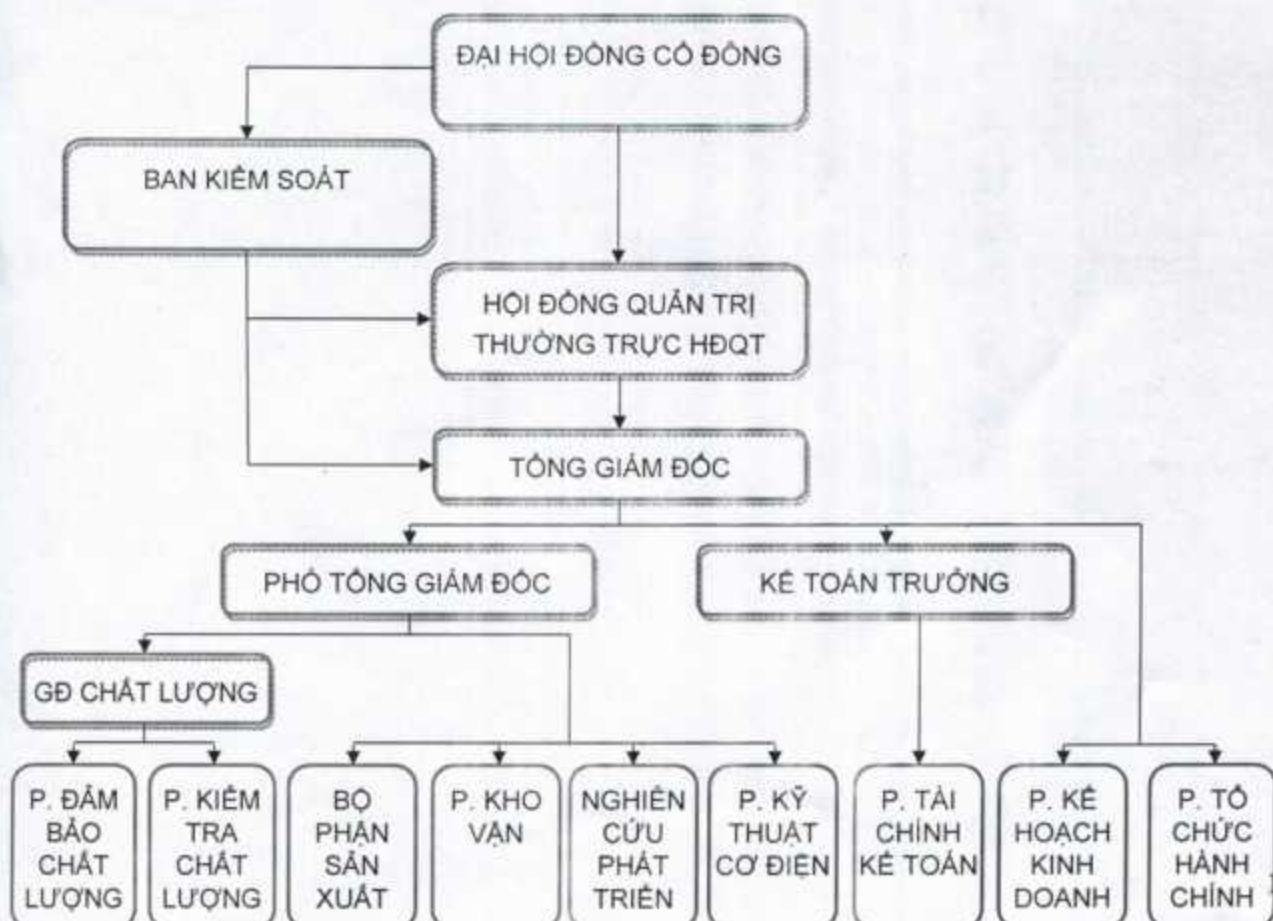 ĐẠI HỘI ĐỒNG CỔ ĐÔNG
BAN KIỂM SOÁT
HỘI ĐỒNG QUẢN TRỊ
THƯỜNG TRỰC HĐQT
TỔNG GIÁM ĐỐC
PHÓ TỔNG GIÁM ĐỐC
KẾ TOÁN TRƯỞNG
GĐ CHẤT LƯỢNG
P. ĐẢM
BẢO
CHẤT
LƯỢNG
P. KIỂM
TRA
CHẤT
LƯỢNG
BỘ
PHẬN
SẢN
XUẤT
P. KHO
VẬN
NGHIÊN
CỨU
PHÁT
TRIỂN
P. KỸ
THUẬT
CƠ ĐIỆN
P. TÀI
CHÍNH
KẾ TOÁN
P. KẾ
HOẠCH
KINH
DOANH
P. TỔ
CHỨC
HÀNH
CHÍNH